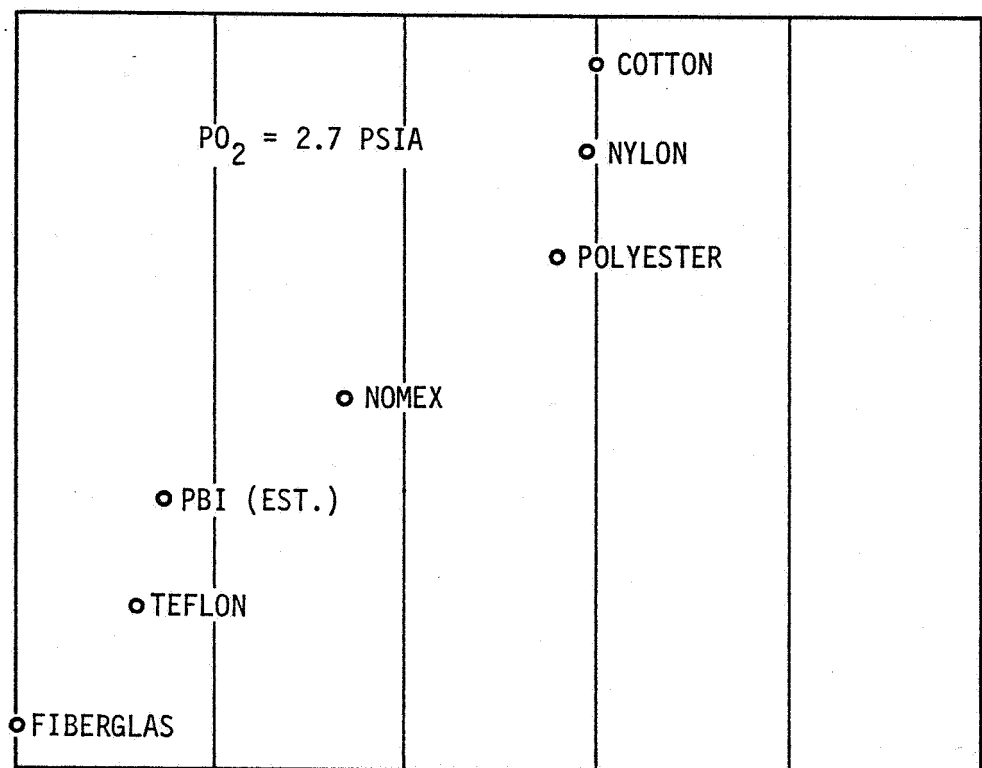 COTTON
PO₂ = 2.7 PSIA
NYLON
POLYESTER
NOMEX
PBI (EST.)
TEFLON
FIBERGLAS